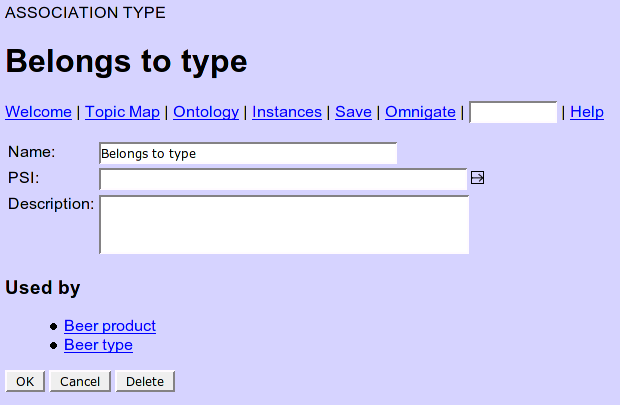 ASSOCIATION TYPE
Belongs to type
Welcome | Topic Map | Ontology | Instances | Save | Omnigate | | Help
Name: Belongs to type
PSI:
Description:
Used by
Beer product
Beer type
OK Cancel Delete